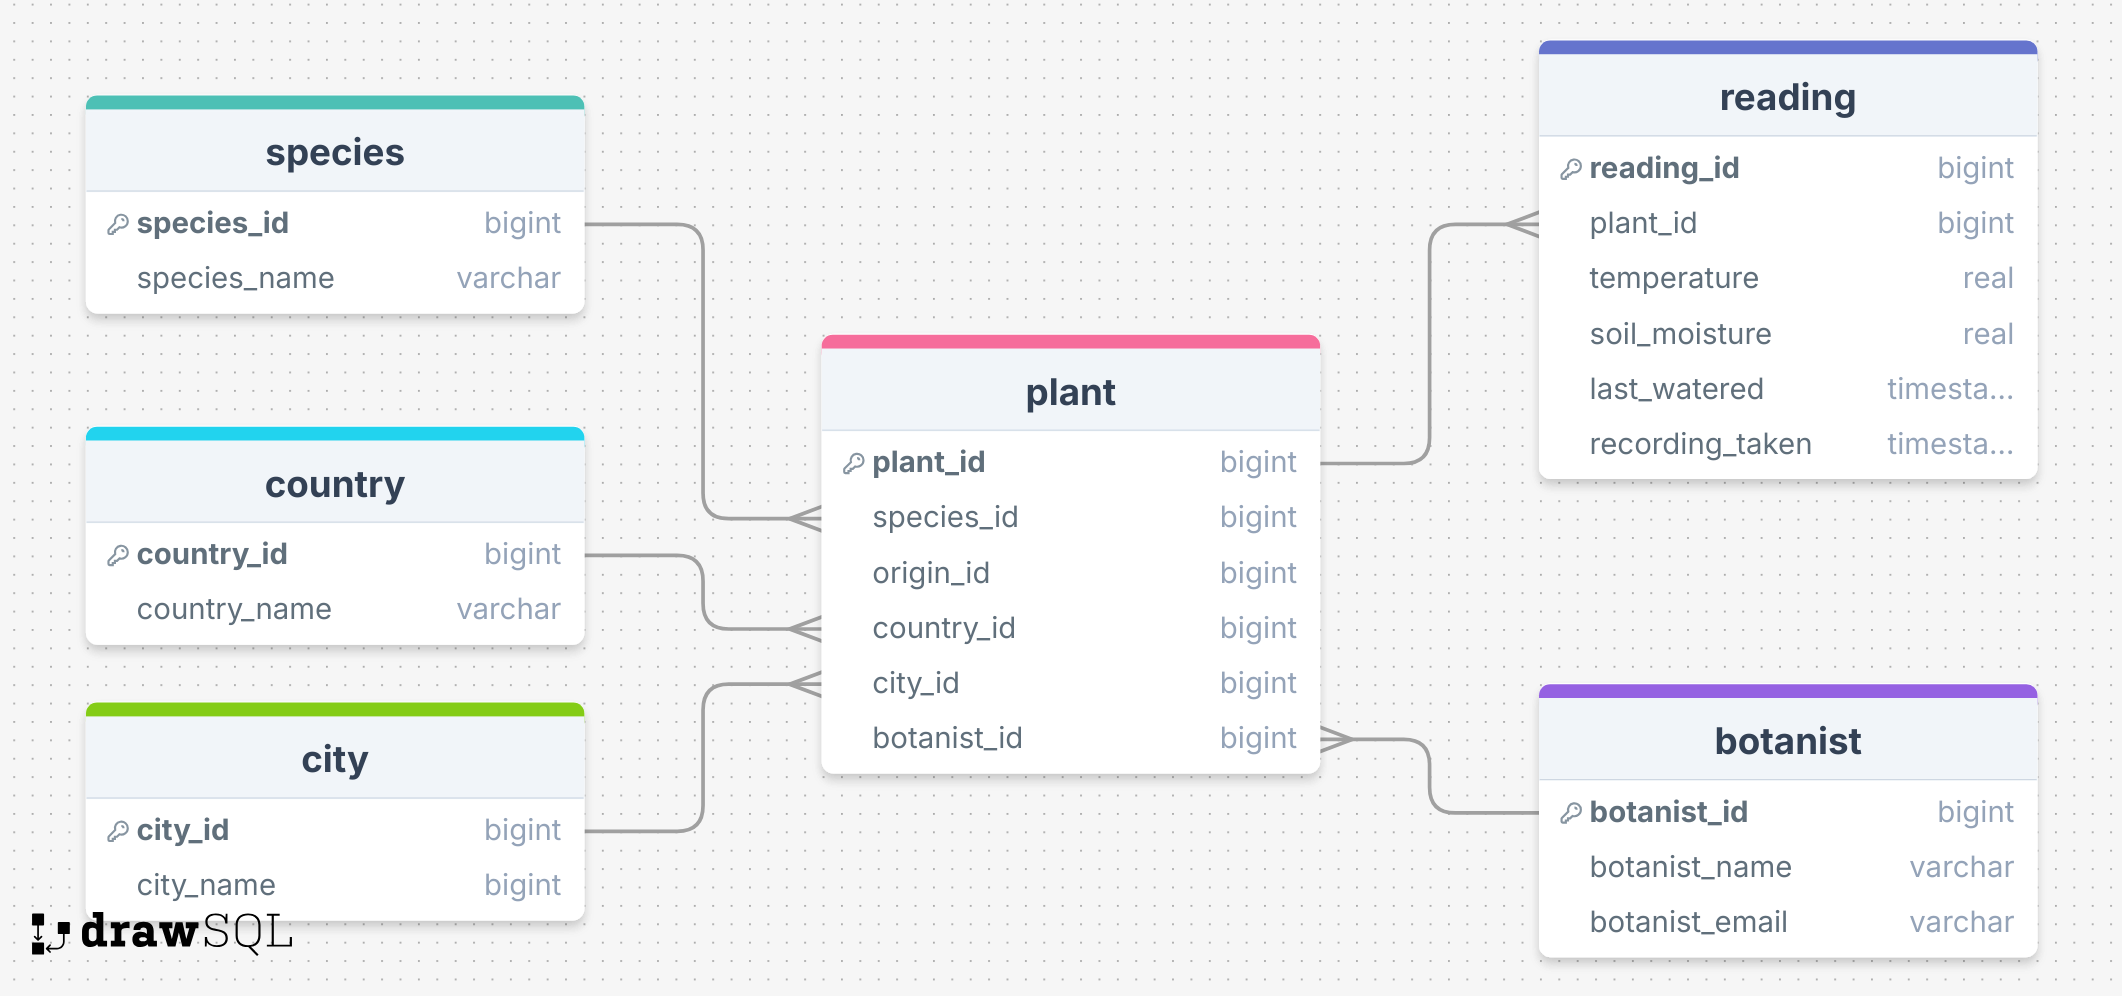 species
species_id bigint
species_name varchar
country
country_id bigint
country_name varchar
city
city_id bigint
city_name bigint
drawSQL
plant
plant_id bigint
species_id bigint
origin_id bigint
country_id bigint
city_id bigint
botanist_id bigint
reading
reading_id bigint
plant_id bigint
temperature real
soil_moisture real
last_watered timesta...
recording_taken timesta...
botanist
botanist_id bigint
botanist_name varchar
botanist_email varchar